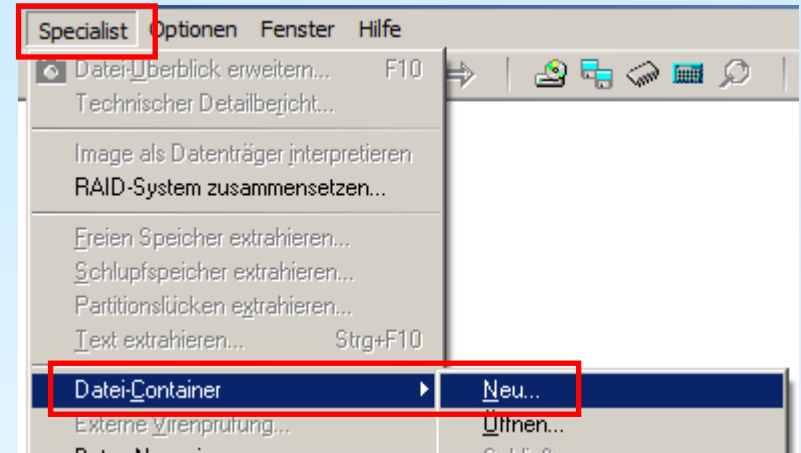 Specialist Optionen Fenster Hilfe
Datei-Überblick erweitern... F10
Technischer Detailbericht...
Image als Datenträger interpretieren
RAID-System zusammensetzen...
Freien Speicher extrahieren...
Schlupfspeicher extrahieren...
Partitionslücken extrahieren...
Text extrahieren... Strg+F10
Datei-Container Neu...
Externe Virenprüfung... Öffnen...